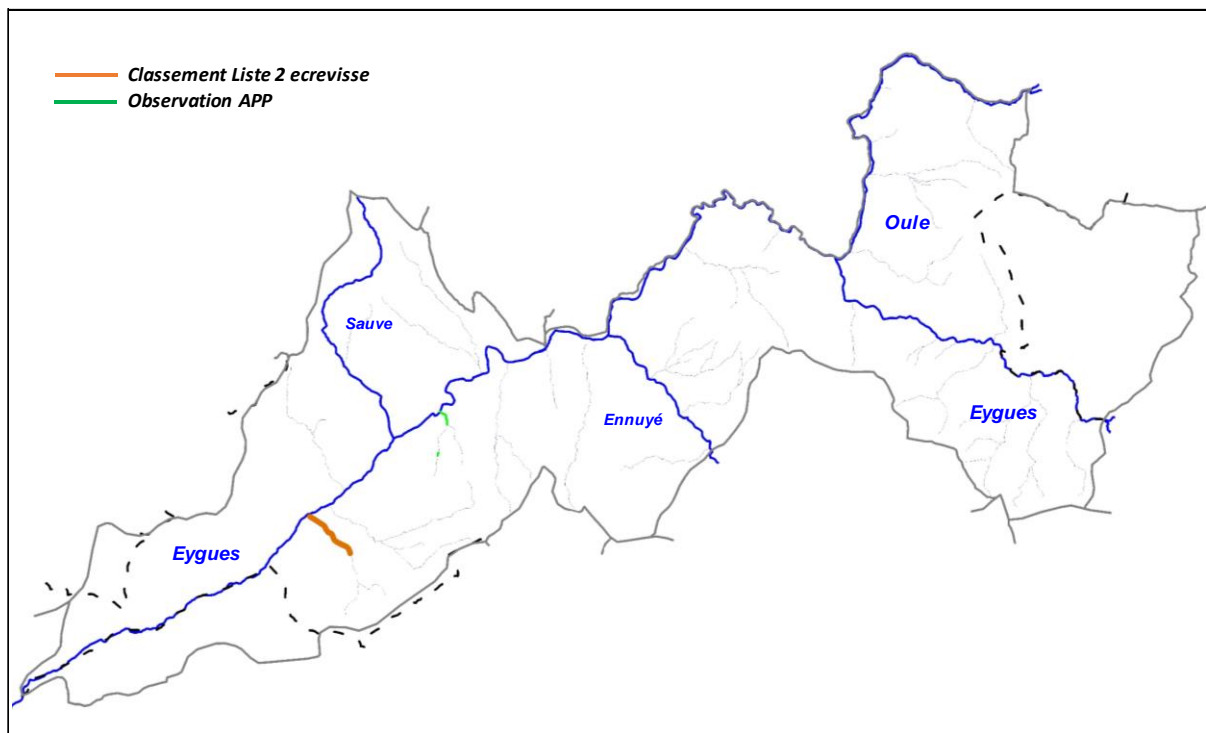 Classement Liste 2 ecrevisse
Observation APP
Oule
Sauve
Ennuyé
Eygues
Eygues